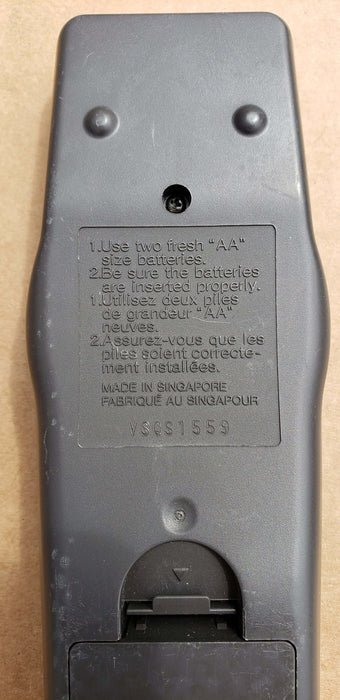 1.Use two fresh "AA"
size batteries.
2.Be sure the batteries
are inserted properly.
1.Utilisez deux piles
de grandeur "AA"
neuves.
2.Assurez-vous que les
piles soient correcte-
ment installées.
MADE IN SINGAPORE
FABRIQUÉ AU SINGAPOUR
VSQS1559